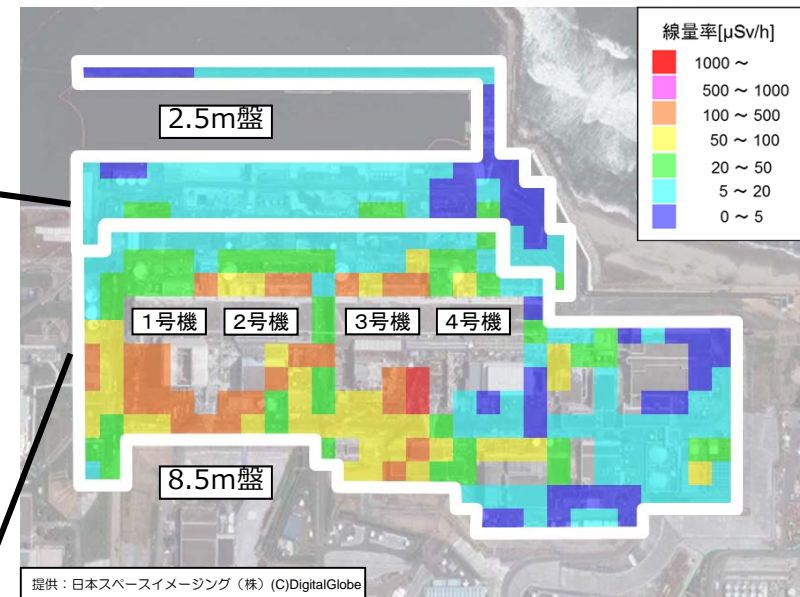 線量率[μSv/h]
1000 ～
500 ～ 1000
100 ～ 500
50 ～ 100
20 ～ 50
5 ～ 20
0 ～ 5
2.5m盤
1号機 2号機 3号機 4号機
8.5m盤
提供：日本スペースイメージング（株）(C)DigitalGlobe